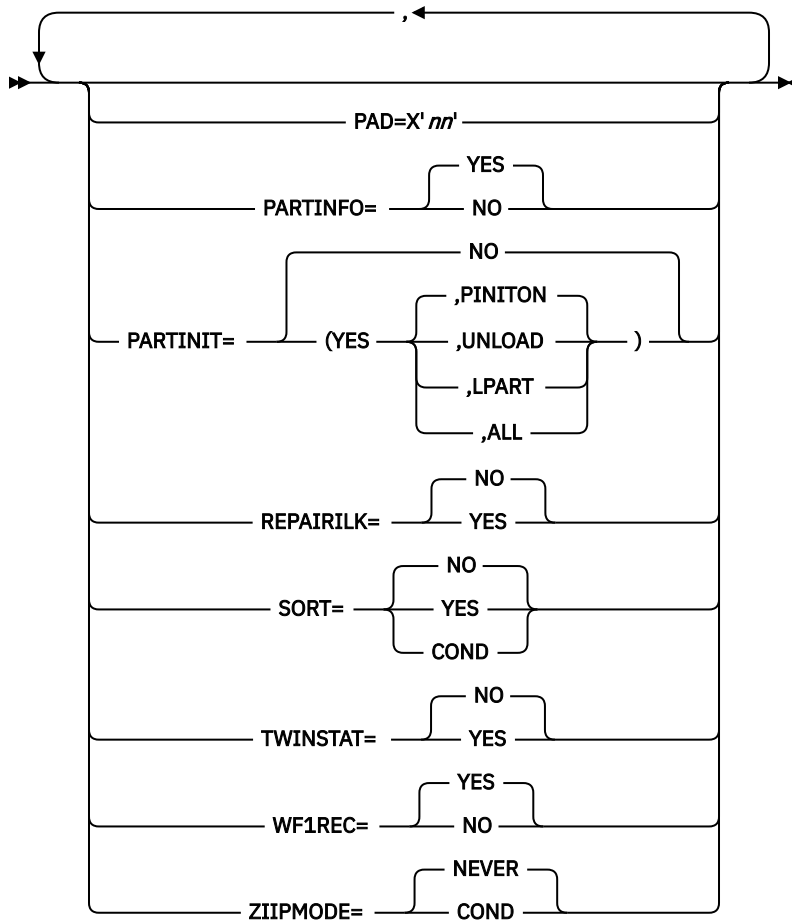 ,
PAD=X'nn'
YES
PARTINFO= NO
NO
,PINITON
PARTINIT= (YES ,UNLOAD )
,LPART
,ALL
NO
REPAIRILK= YES
NO
SORT= YES
COND
NO
TWINSTAT= YES
YES
WF1REC= NO
NEVER
ZIIPMODE= COND